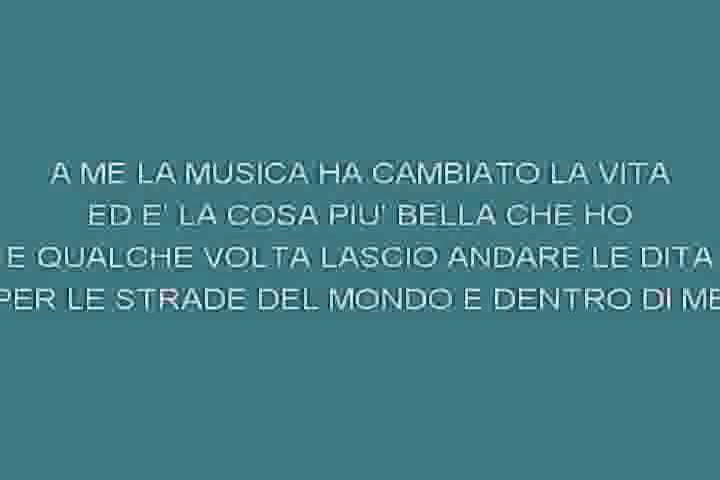 A ME LA MUSICA HA CAMBIATO LA VITA
ED E' LA COSA PIU' BELLA CHE HO
E QUALCHE VOLTA LASCIO ANDARE LE DITA
PER LE STRADE DEL MONDO E DENTRO DI ME